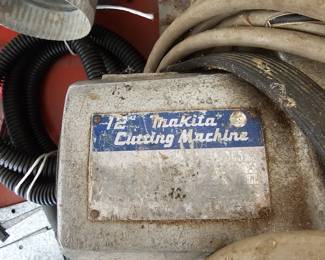 12" Makita
Cutting Machine